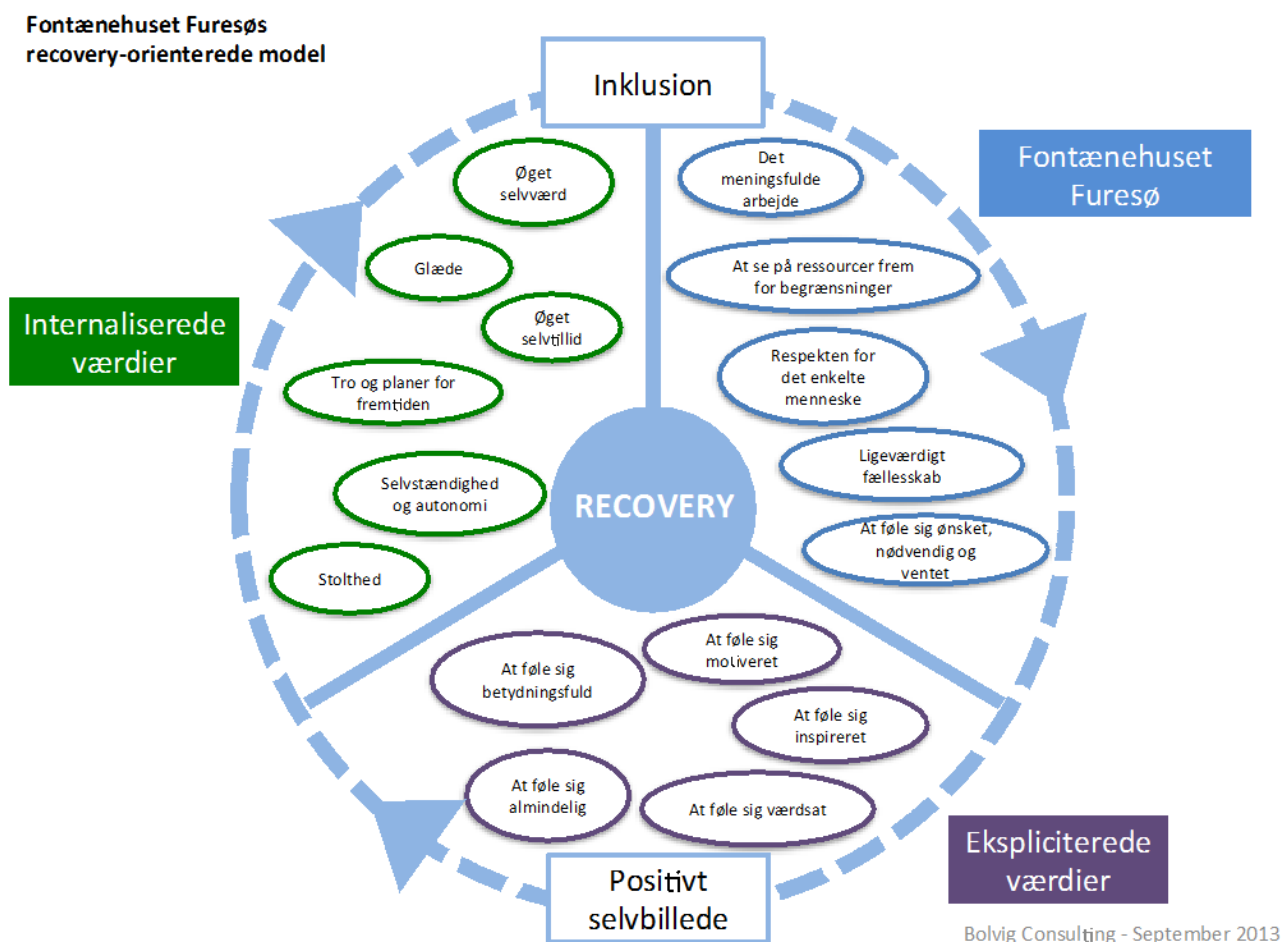 Fontænehuset Furesøs
recovery-orienterede model
Inklusion
Fontænehuset
Furesø
Det
meningsfulde
arbejde
At se på ressourcer frem
for begrænsninger
Respekten for
det enkelte
menneske
Ligeværdigt
fællesskab
At føle sig ønsket,
nødvendig og
ventet
Internaliserede
værdier
Øget
selvværd
Glæde
Øget
selvtillid
Tro og planer for
fremtiden
Selvstændighed
og autonomi
Stolthed
RECOVERY
At føle sig
motiveret
At føle sig
betydningsfuld
At føle sig
inspireret
At føle sig
almindelig
At føle sig værdsat
Ekspliciterede
værdier
Positivt
selvbillede
Bolvig Consulting - September 2013